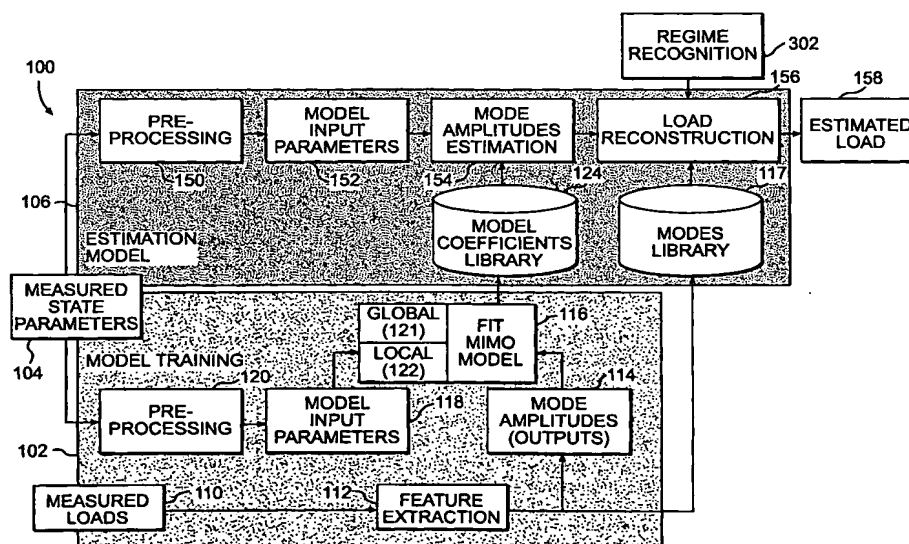 REGIME
RECOGNITION
302
100
156
158
PRE-
PROCESSING
MODEL
INPUT
PARAMETERS
MODE
AMPLITUDES
ESTIMATION
LOAD
RECONSTRUCTION
ESTIMATED
LOAD
150
152
154
124
117
106
MODEL
COEFFICIENTS
LIBRARY
MODES
LIBRARY
ESTIMATION
MODEL
MEASURED
STATE
PARAMETERS
104
GLOBAL
(121)
LOCAL
(122)
FIT
MIMO
MODEL
116
MODEL TRAINING
120
PRE-
PROCESSING
MODEL
INPUT
PARAMETERS
118
114
MODE
AMPLITUDES
(OUTPUTS)
102
MEASURED
LOADS
110
112
FEATURE
EXTRACTION